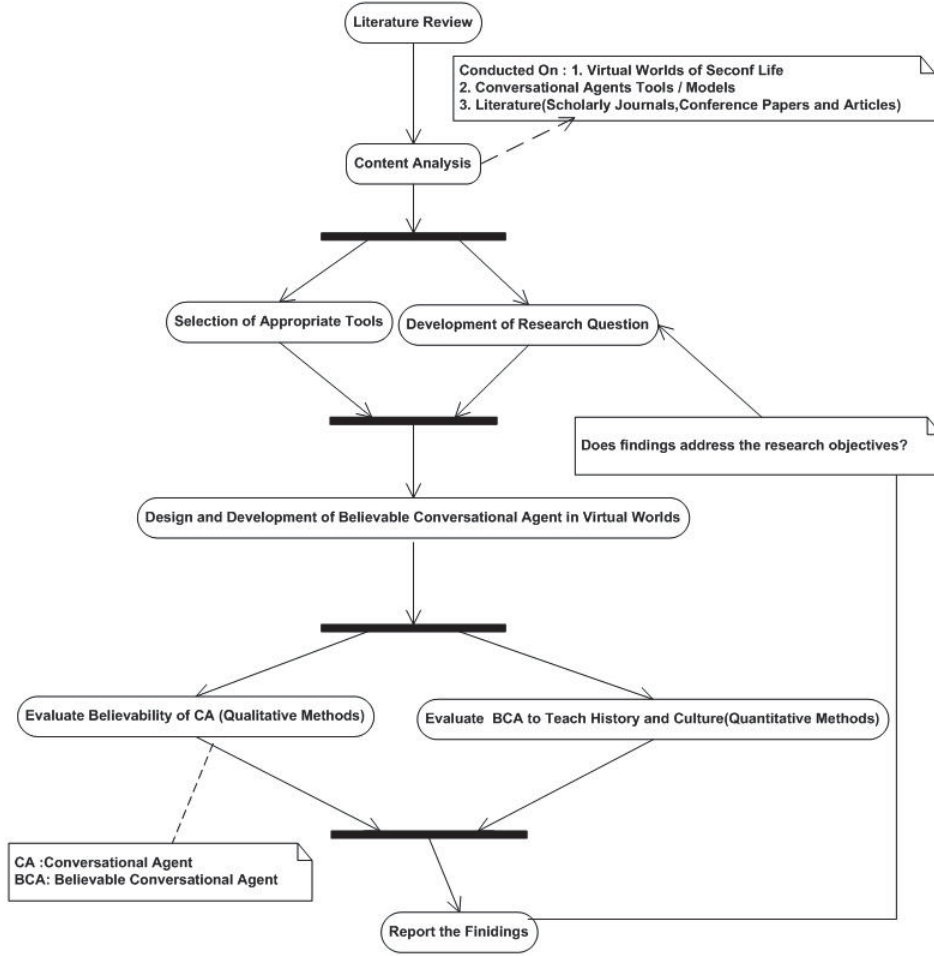 Literature Review
Conducted On : 1. Virtual Worlds of Seconf Life
2. Conversational Agents Tools / Models
3. Literature(Scholarly Journals,Conference Papers and Articles)
Content Analysis
Selection of Appropriate Tools
Development of Research Question
Does findings address the research objectives?
Design and Development of Believable Conversational Agent in Virtual Worlds
Evaluate Believability of CA (Qualitative Methods)
Evaluate BCA to Teach History and Culture(Quantitative Methods)
CA :Conversational Agent
BCA: Believable Conversational Agent
Report the Finidings